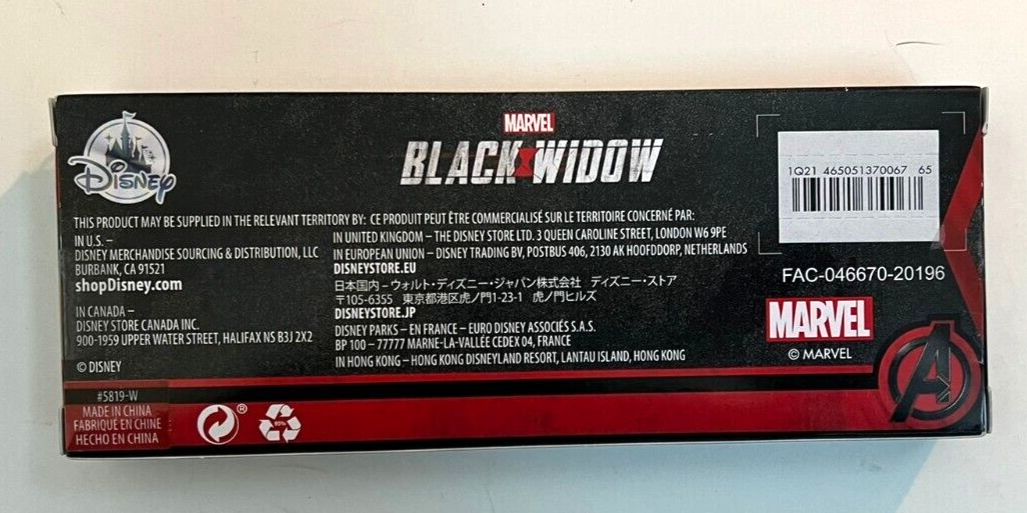 Disney
MARVEL
BLACK WIDOW
1Q21 465051370067 65
THIS PRODUCT MAY BE SUPPLIED IN THE RELEVANT TERRITORY BY: CE PRODUIT PEUT ÊTRE COMMERCIALISÉ SUR LE TERRITOIRE CONCERNÉ PAR:
IN U.S. –
DISNEY MERCHANDISE SOURCING & DISTRIBUTION, LLC
BURBANK, CA 91521
shopDisney.com
IN CANADA –
DISNEY STORE CANADA INC.
900-1959 UPPER WATER STREET, HALIFAX NS B3J 2X2
© DISNEY
IN UNITED KINGDOM – THE DISNEY STORE LTD. 3 QUEEN CAROLINE STREET, LONDON W6 9PE
IN EUROPEAN UNION – DISNEY TRADING BV, POSTBUS 406, 2130 AK HOOFDDORP, NETHERLANDS
DISNEYSTORE.EU
日本国内・ウォルト・ディズニー・ジャパン株式会社 ディズニー・ストア
〒105-6355 東京都港区虎ノ門1-23-1 虎ノ門ヒルズ
DISNEYSTORE.JP
DISNEY PARKS – EN FRANCE – EURO DISNEY ASSOCIÉS S.A.S.
BP 100 – 77777 MARNE-LA-VALLÉE CEDEX 04, FRANCE
IN HONG KONG – HONG KONG DISNEYLAND RESORT, LANTAU ISLAND, HONG KONG
FAC-046670-20196
MARVEL
© MARVEL
A
#5819-W
MADE IN CHINA
FABRIQUÉ EN CHINE
HECHO EN CHINA
®